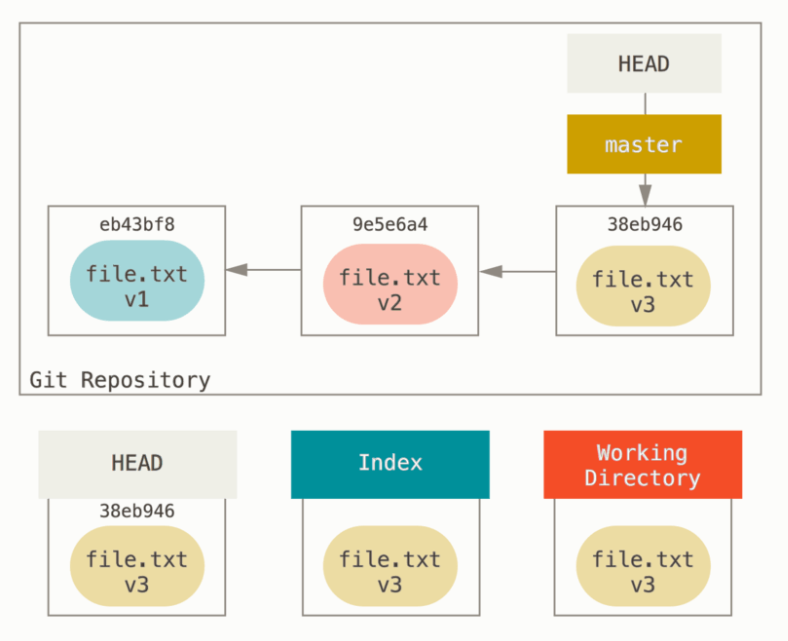 HEAD
master
eb43bf8
9e5e6a4
38eb946
file.txt
v1
file.txt
v2
file.txt
v3
Git Repository
HEAD
Index
Working
Directory
38eb946
file.txt
v3
file.txt
v3
file.txt
v3